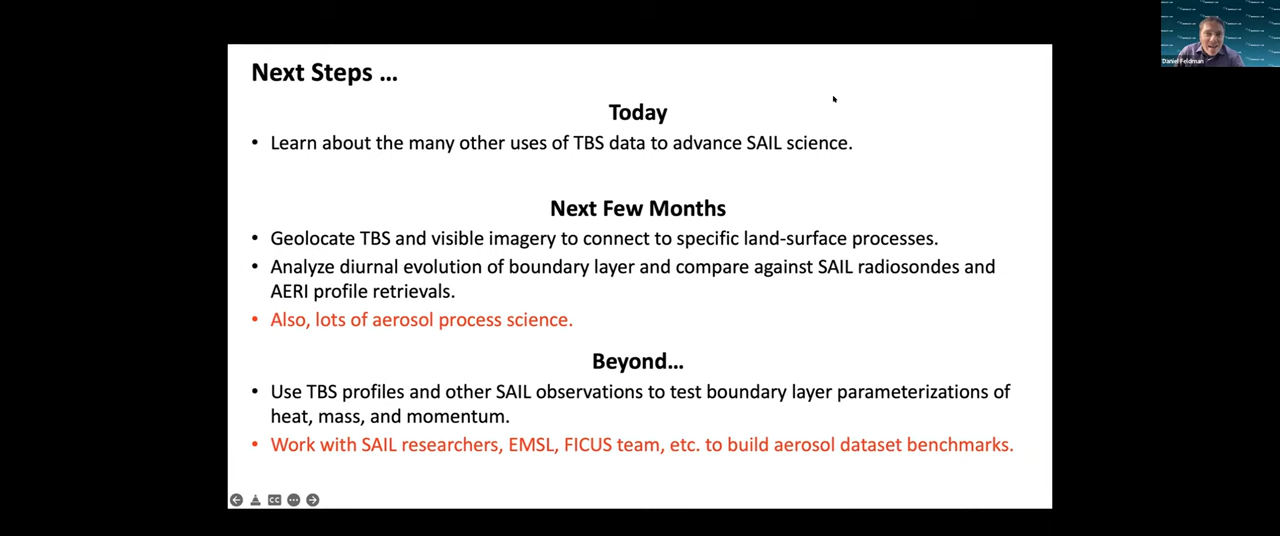 Next Steps ...
Today
• Learn about the many other uses of TBS data to advance SAIL science.
Next Few Months
• Geolocate TBS and visible imagery to connect to specific land-surface processes.
• Analyze diurnal evolution of boundary layer and compare against SAIL radiosondes and
AERI profile retrievals.
• Also, lots of aerosol process science.
Beyond...
• Use TBS profiles and other SAIL observations to test boundary layer parameterizations of
heat, mass, and momentum.
• Work with SAIL researchers, EMSL, FICUS team, etc. to build aerosol dataset benchmarks.
CC
Daniel Feldman